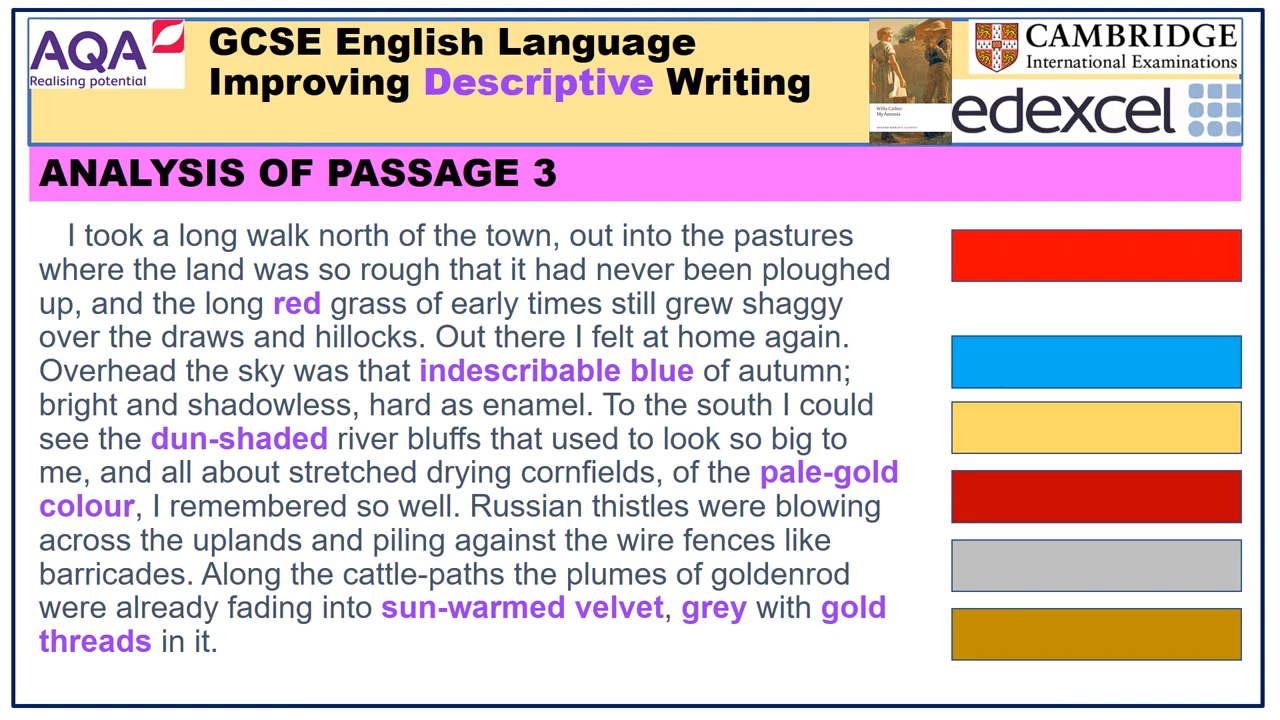 AQA
Realising potential
GCSE English Language
Improving Descriptive Writing
Willa Cather
My Ántonia
CAMBRIDGE
International Examinations
edexcel
ANALYSIS OF PASSAGE 3
I took a long walk north of the town, out into the pastures
where the land was so rough that it had never been ploughed
up, and the long red grass of early times still grew shaggy
over the draws and hillocks. Out there I felt at home again.
Overhead the sky was that indescribable blue of autumn;
bright and shadowless, hard as enamel. To the south I could
see the dun-shaded river bluffs that used to look so big to
me, and all about stretched drying cornfields, of the pale-gold
colour, I remembered so well. Russian thistles were blowing
across the uplands and piling against the wire fences like
barricades. Along the cattle-paths the plumes of goldenrod
were already fading into sun-warmed velvet, grey with gold
threads in it.